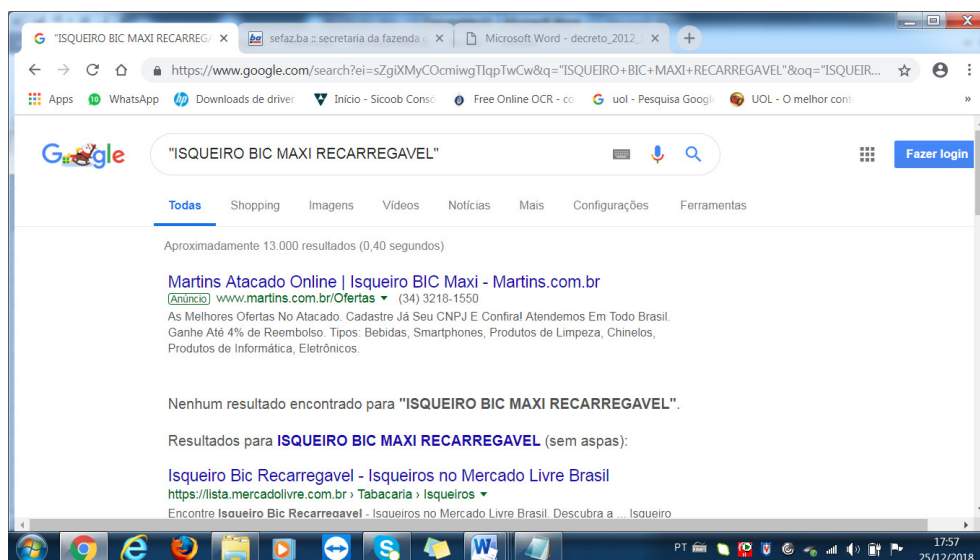 "ISQUEIRO BIC MAXI RECARREGA
sefaz.ba :: secretaria da fazenda
Microsoft Word - decreto_2012_
https://www.google.com/search?ei=sZgiXMyCOcmiwgTIqpTwCw&q="ISQUEIRO+BIC+MAXI+RECARREGAVEL"&oq="ISQUEIR...
Apps
WhatsApp
Downloads de driver
Início - Sicoob Consó
Free Online OCR - co
uol - Pesquisa Googl
UOL - O melhor cont
Google
"ISQUEIRO BIC MAXI RECARREGAVEL"
Fazer login
Todas Shopping Imagens Vídeos Notícias Mais Configurações Ferramentas
Aproximadamente 13.000 resultados (0,40 segundos)
Martins Atacado Online | Isqueiro BIC Maxi - Martins.com.br
Anúncio www.martins.com.br/Ofertas (34) 3218-1550
As Melhores Ofertas No Atacado. Cadastre Já Seu CNPJ E Confira! Atendemos Em Todo Brasil.
Ganhe Até 4% de Reembolso. Tipos: Bebidas, Smartphones, Produtos de Limpeza, Chinelos,
Produtos de Informática, Eletrônicos.
Nenhum resultado encontrado para "ISQUEIRO BIC MAXI RECARREGAVEL".
Resultados para ISQUEIRO BIC MAXI RECARREGAVEL (sem aspas):
Isqueiro Bic Recarregavel - Isqueiros no Mercado Livre Brasil
https://lista.mercadolivre.com.br › Tabacaria › Isqueiros
Encontre Isqueiro Bic Recarregavel - Isqueiros no Mercado Livre Brasil. Descubra a ... Isqueiro
PT
17:57
25/12/2018